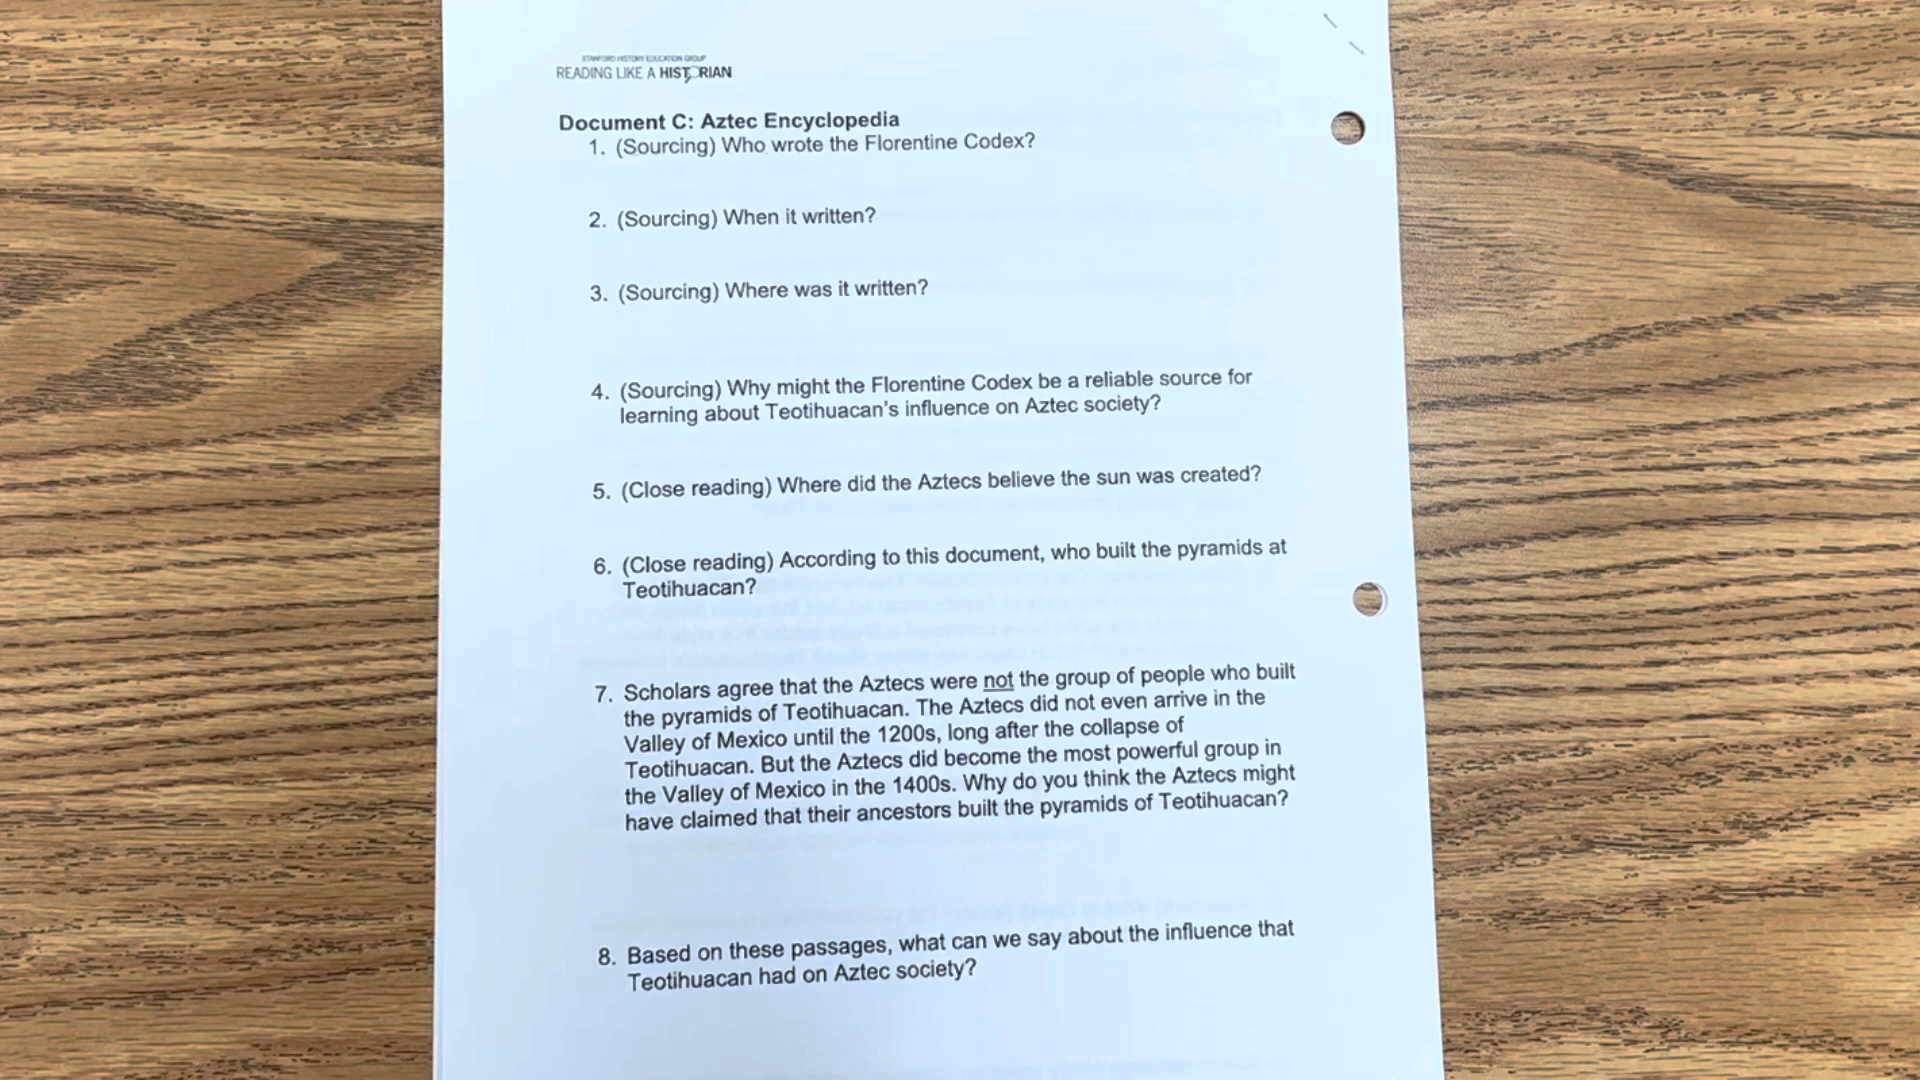 STANFORD HISTORY EDUCATION GROUP
READING LIKE A HISTORIAN
Document C: Aztec Encyclopedia
1. (Sourcing) Who wrote the Florentine Codex?
2. (Sourcing) When it written?
3. (Sourcing) Where was it written?
4. (Sourcing) Why might the Florentine Codex be a reliable source for
learning about Teotihuacan's influence on Aztec society?
5. (Close reading) Where did the Aztecs believe the sun was created?
6. (Close reading) According to this document, who built the pyramids at
Teotihuacan?
7. Scholars agree that the Aztecs were not the group of people who built
the pyramids of Teotihuacan. The Aztecs did not even arrive in the
Valley of Mexico until the 1200s, long after the collapse of
Teotihuacan. But the Aztecs did become the most powerful group in
the Valley of Mexico in the 1400s. Why do you think the Aztecs might
have claimed that their ancestors built the pyramids of Teotihuacan?
8. Based on these passages, what can we say about the influence that
Teotihuacan had on Aztec society?